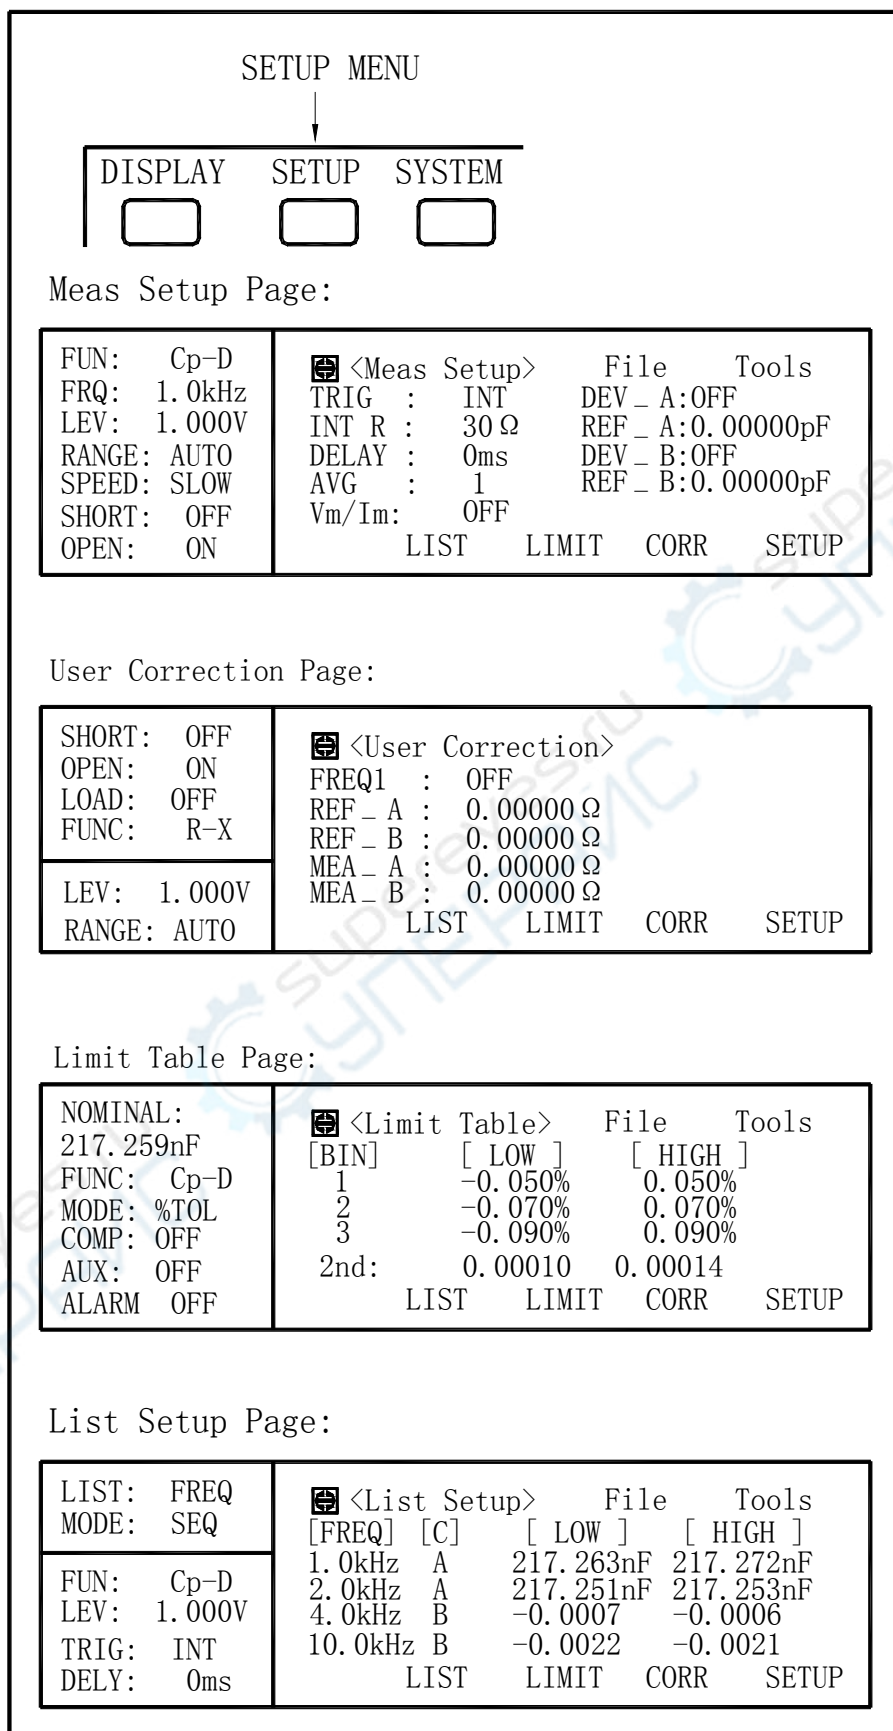 SETUP MENU
DISPLAY SETUP SYSTEM
Meas Setup Page:
FUN: Cp-D
FRQ: 1.0kHz
LEV: 1.000V
RANGE: AUTO
SPEED: SLOW
SHORT: OFF
OPEN: ON
<Meas Setup> File Tools
TRIG : INT DEV_A:OFF
INT R : 30Ω REF_A:0.00000pF
DELAY : 0ms DEV_B:OFF
AVG : 1 REF_B:0.00000pF
Vm/Im: OFF
LIST LIMIT CORR SETUP
User Correction Page:
SHORT: OFF
OPEN: ON
LOAD: OFF
FUNC: R-X
LEV: 1.000V
RANGE: AUTO
<User Correction>
FREQ1 : OFF
REF_A : 0.00000Ω
REF_B : 0.00000Ω
MEA_A : 0.00000Ω
MEA_B : 0.00000Ω
LIST LIMIT CORR SETUP
Limit Table Page:
NOMINAL:
217.259nF
FUNC: Cp-D
MODE: %TOL
COMP: OFF
AUX: OFF
ALARM OFF
<Limit Table> File Tools
[BIN] [ LOW ] [ HIGH ]
1 -0.050% 0.050%
2 -0.070% 0.070%
3 -0.090% 0.090%
2nd: 0.00010 0.00014
LIST LIMIT CORR SETUP
List Setup Page:
LIST: FREQ
MODE: SEQ
FUN: Cp-D
LEV: 1.000V
TRIG: INT
DELY: 0ms
<List Setup> File Tools
[FREQ] [C] [ LOW ] [ HIGH ]
1.0kHz A 217.263nF 217.272nF
2.0kHz A 217.251nF 217.253nF
4.0kHz B -0.0007 -0.0006
10.0kHz B -0.0022 -0.0021
LIST LIMIT CORR SETUP
supereyes.ru
СУПЕРАЙС